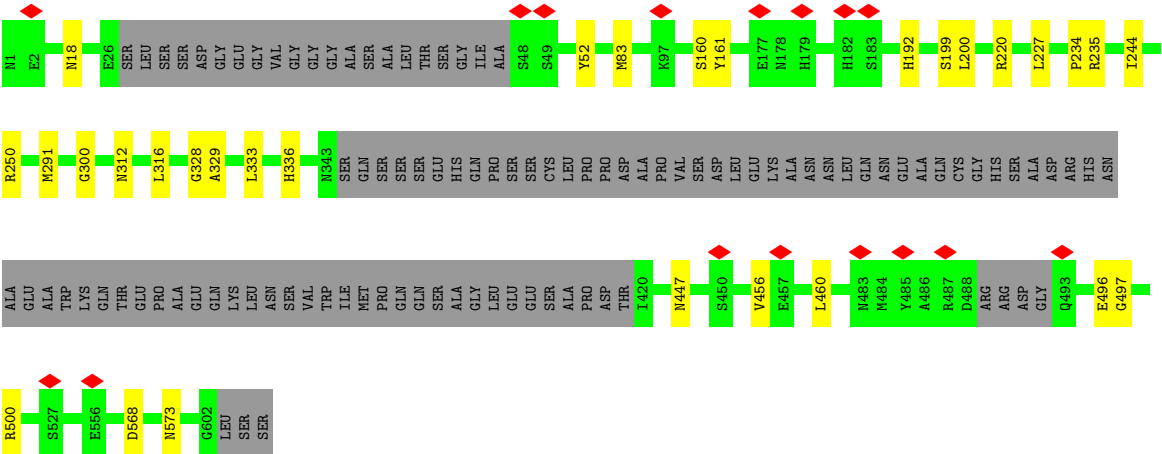 N1 E2 N18 E26 SER LEU SER SER ASP GLY GLU GLY VAL GLY GLY GLY ALA SER ALA LEU THR SER GLY ILE ALA S48 S49 Y52 M83 K97 S160 Y161 E177 N178 H179 H182 S183 H192 S199 L200 R220 L227 P234 R235 I244
R250 M291 G300 N312 L316 G328 A329 L333 H336 N343 SER GLN SER SER SER GLU HIS GLN PRO SER SER CYS LEU PRO PRO ASP ALA PRO VAL SER ASP LEU GLU LYS ALA ASN ASN LEU GLN ASN GLU ALA GLN CYS GLY HIS SER ALA ASP ARG HIS ASN
ALA GLU ALA TRP LYS GLN THR GLU PRO ALA GLU GLN LYS LEU ASN SER VAL TRP ILE MET PRO GLN GLN SER ALA GLY LEU GLU GLU SER ALA PRO ASP THR I420 N447 S450 V456 E457 L460 N483 M484 Y485 A486 R487 D488 ARG ARG ASP GLY Q493 E496 G497
R500 S527 E556 D568 N573 G602 LEU SER SER